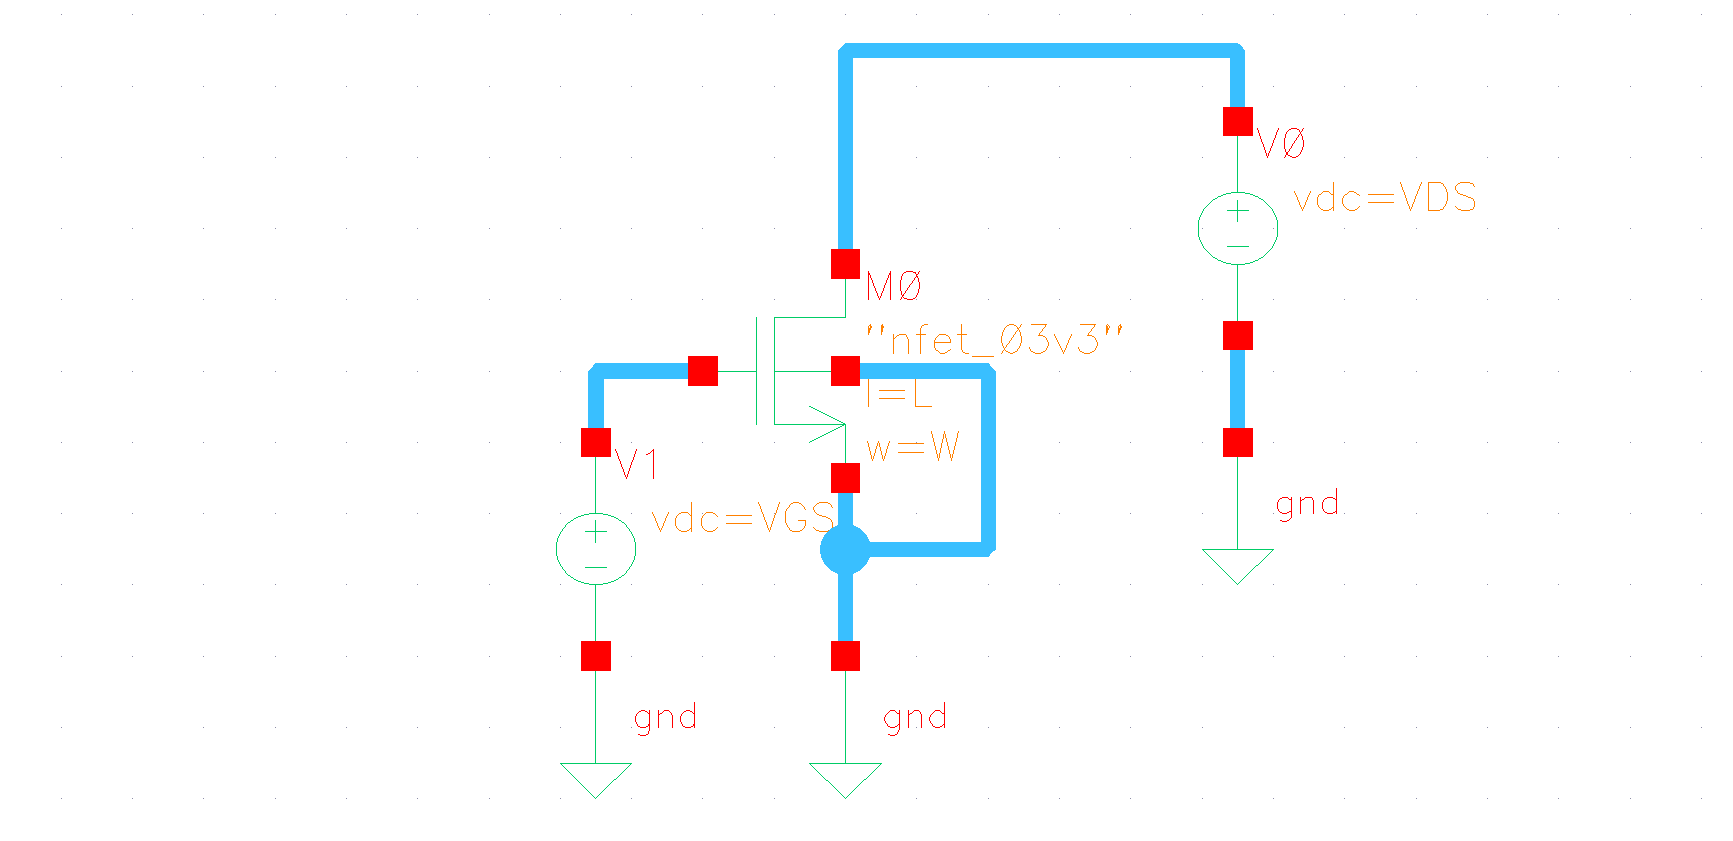 V0
vdc=VDS
M0
"nfet_03v3"
l=L
w=W
V1
vdc=VGS
gnd
gnd
gnd